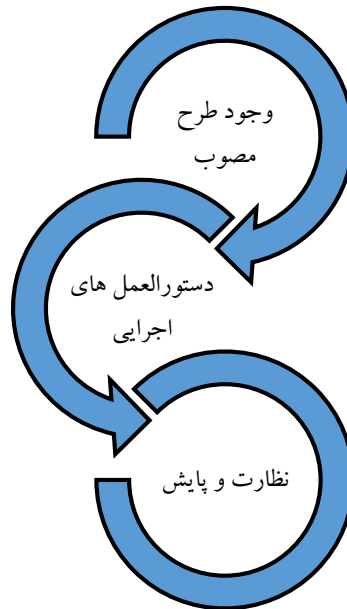 وجود طرح
مصوب
دستورالعمل های
اجرایی
نظارت و پایش